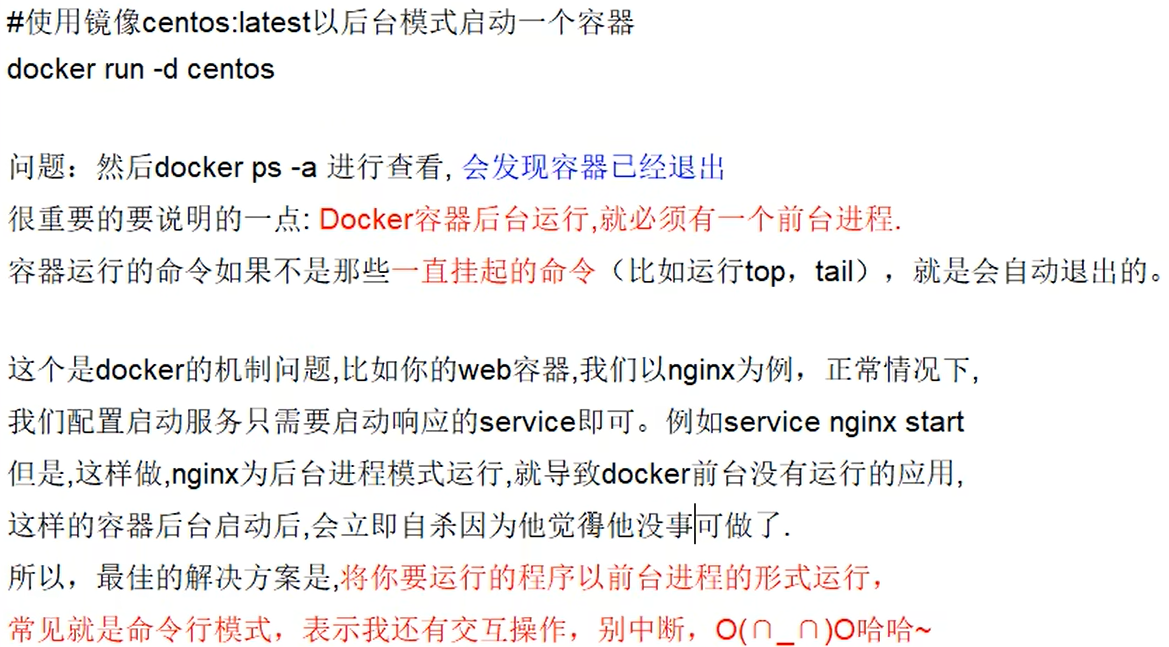 #使用镜像centos:latest以后台模式启动一个容器
docker run -d centos
问题：然后docker ps -a 进行查看, 会发现容器已经退出
很重要的要说明的一点: Docker容器后台运行,就必须有一个前台进程.
容器运行的命令如果不是那些一直挂起的命令（比如运行top，tail），就是会自动退出的。
这个是docker的机制问题,比如你的web容器,我们以nginx为例，正常情况下,
我们配置启动服务只需要启动响应的service即可。例如service nginx start
但是,这样做,nginx为后台进程模式运行,就导致docker前台没有运行的应用,
这样的容器后台启动后,会立即自杀因为他觉得他没事可做了.
所以，最佳的解决方案是,将你要运行的程序以前台进程的形式运行，
常见就是命令行模式，表示我还有交互操作，别中断，O(∩_∩)O哈哈~